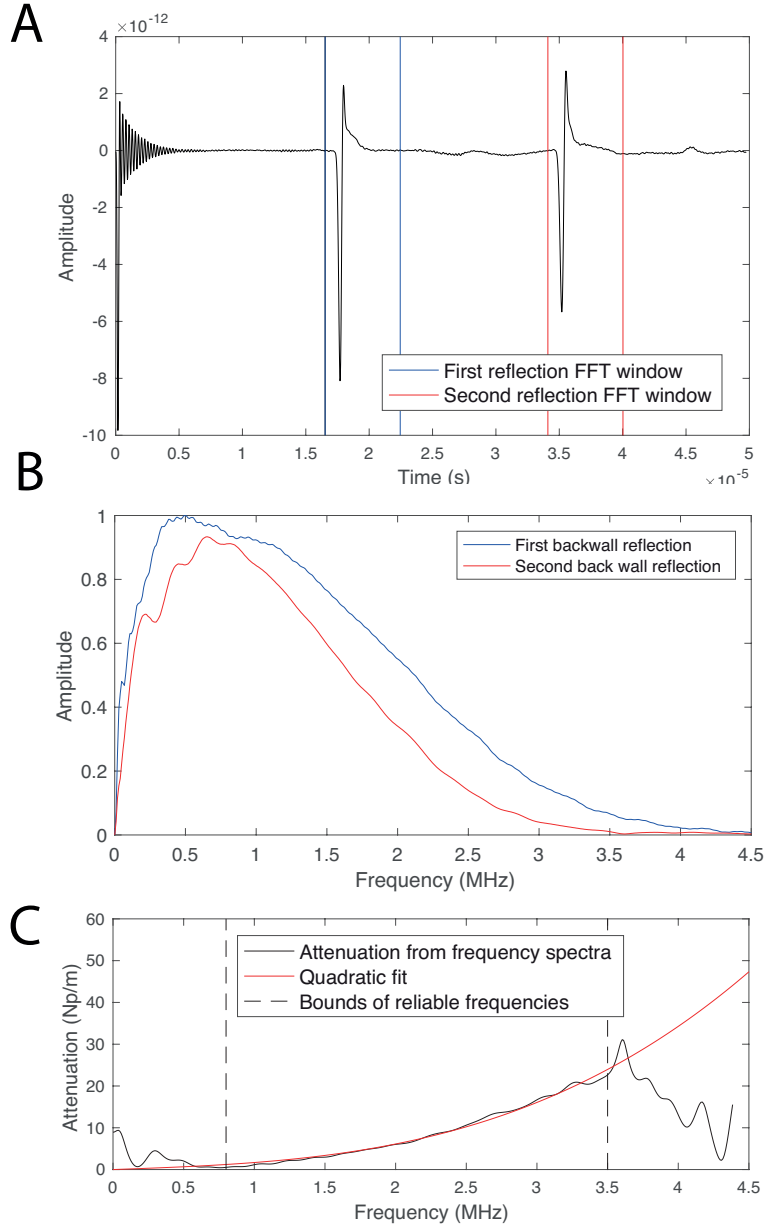 A
×10-12
4
2
0
-2
-4
-6
-8
-10
Amplitude
First reflection FFT window
Second reflection FFT window
0 0.5 1 1.5 2 2.5 3 3.5 4 4.5 5
Time (s)
×10-5
B
1
0.8
0.6
0.4
0.2
0
Amplitude
First backwall reflection
Second back wall reflection
0 0.5 1 1.5 2 2.5 3 3.5 4 4.5
Frequency (MHz)
C
60
50
40
30
20
10
0
Attenuation (Np/m)
Attenuation from frequency spectra
Quadratic fit
Bounds of reliable frequencies
0 0.5 1 1.5 2 2.5 3 3.5 4 4.5
Frequency (MHz)